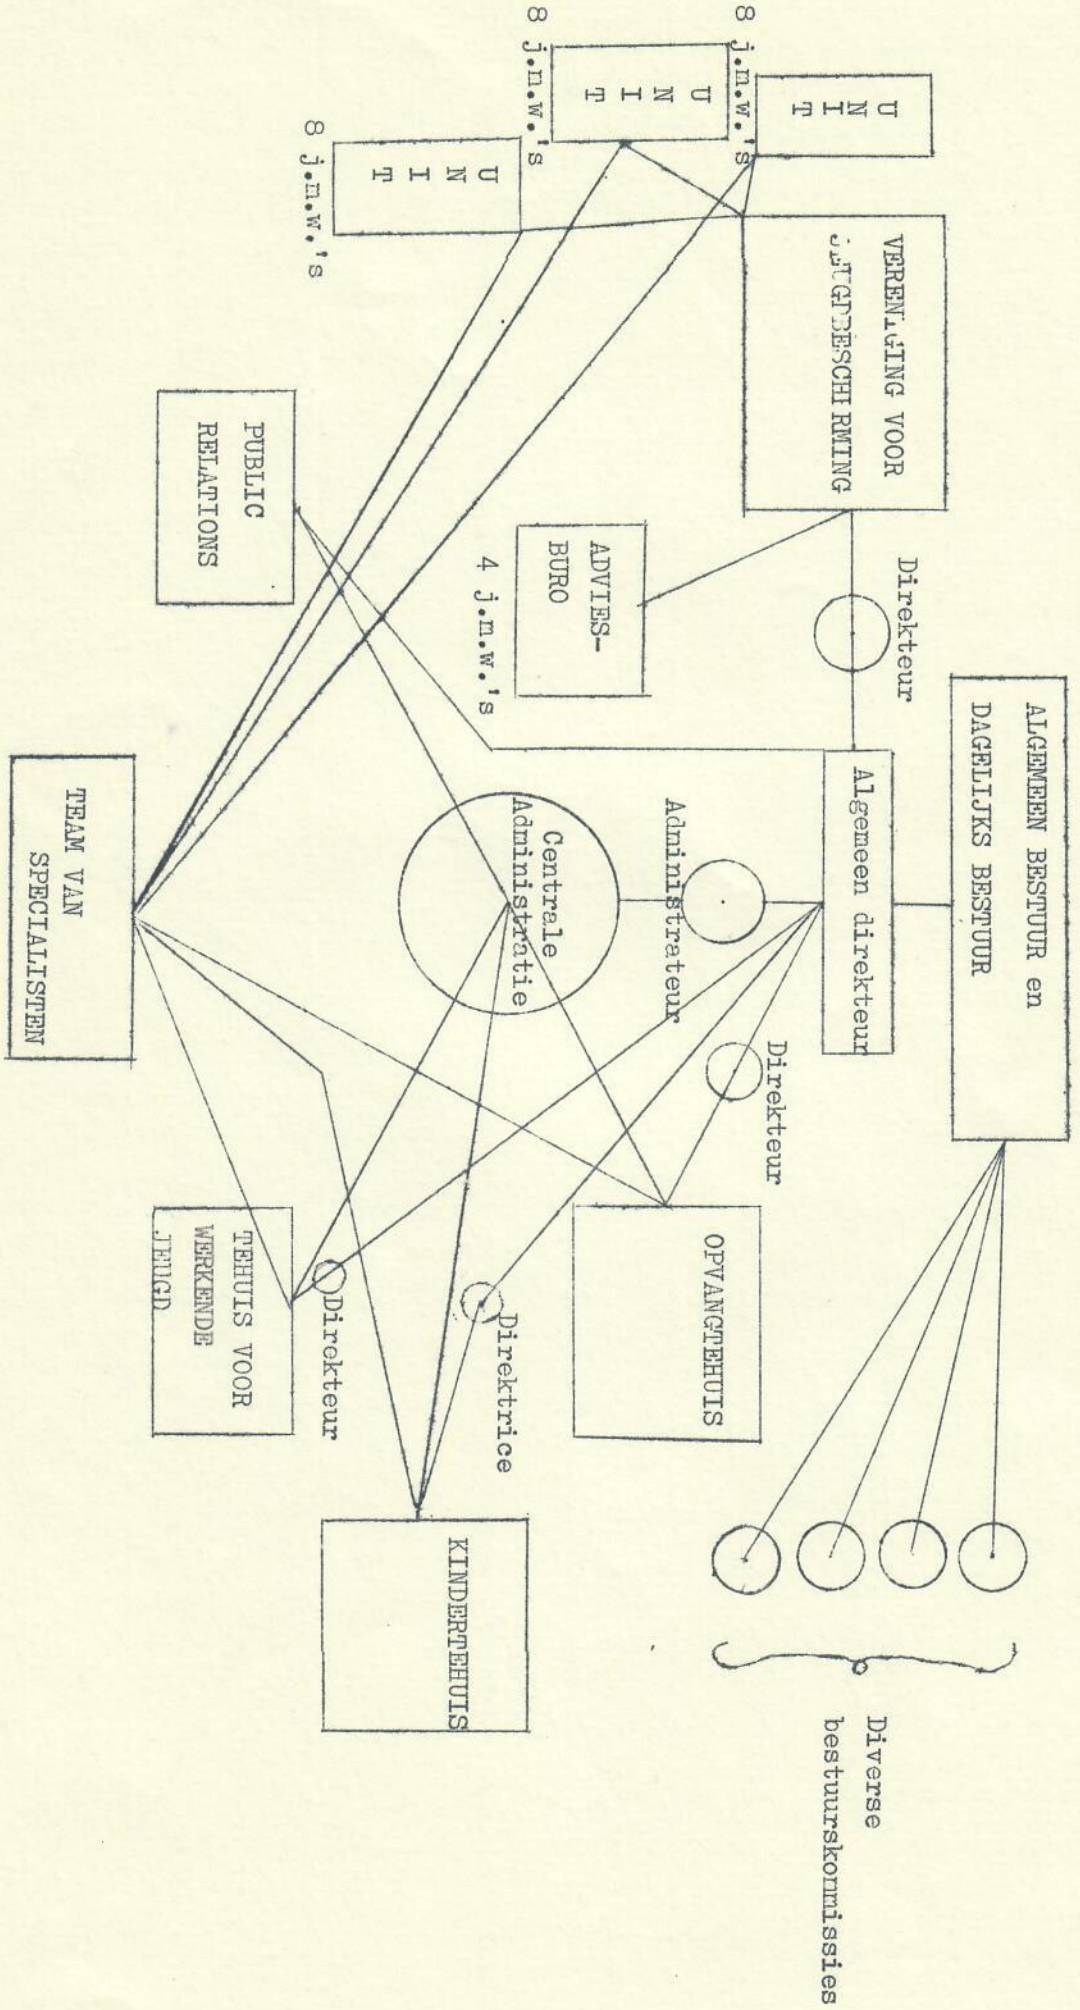 ALGEMEEN BESTUUR en
DAGELIJKS BESTUUR
Diverse
bestuurskommissies
Direkteur
Algemeen direkteur
VERENIGING VOOR
JEUGDBESCHERMING
UNIT
8 j.m.w.'s
UNIT
8 j.m.w.'s
UNIT
8 j.m.w.'s
ADVIES-
BURO
4 j.m.w.'s
Administrateur
Direkteur
OPVANGTEHUIS
Centrale
Administratie
Direktrice
KINDERTEHUIS
Direkteur
TEHUIS VOOR
WERKENDE
JEUGD
PUBLIC
RELATIONS
TEAM VAN
SPECIALISTEN